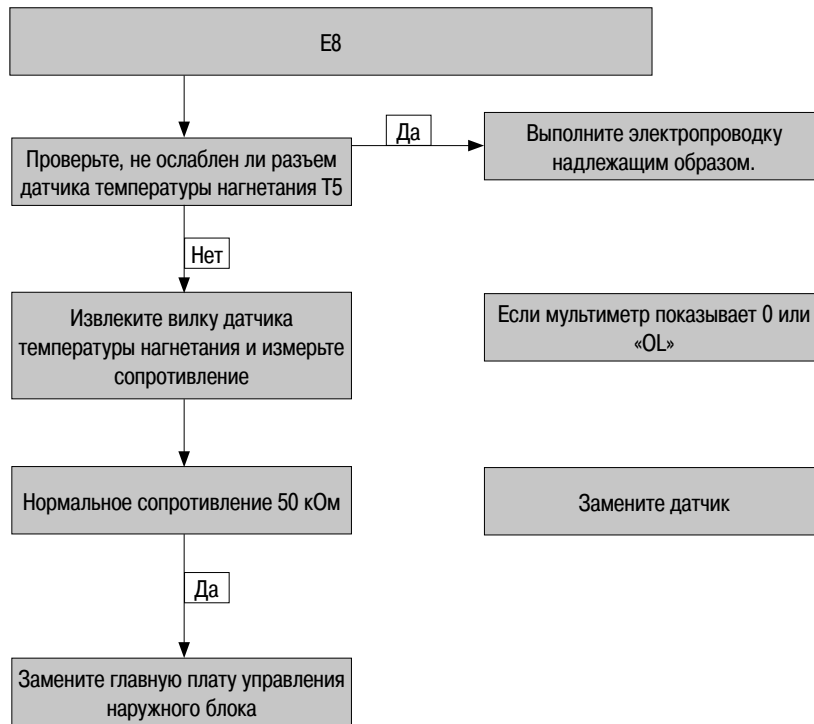 E8
Да
Проверьте, не ослаблен ли разъем
датчика температуры нагнетания T5
Выполните электропроводку
надлежащим образом.
Нет
Извлеките вилку датчика
температуры нагнетания и измерьте
сопротивление
Если мультиметр показывает 0 или
«OL»
Нормальное сопротивление 50 кОм
Замените датчик
Да
Замените главную плату управления
наружного блока